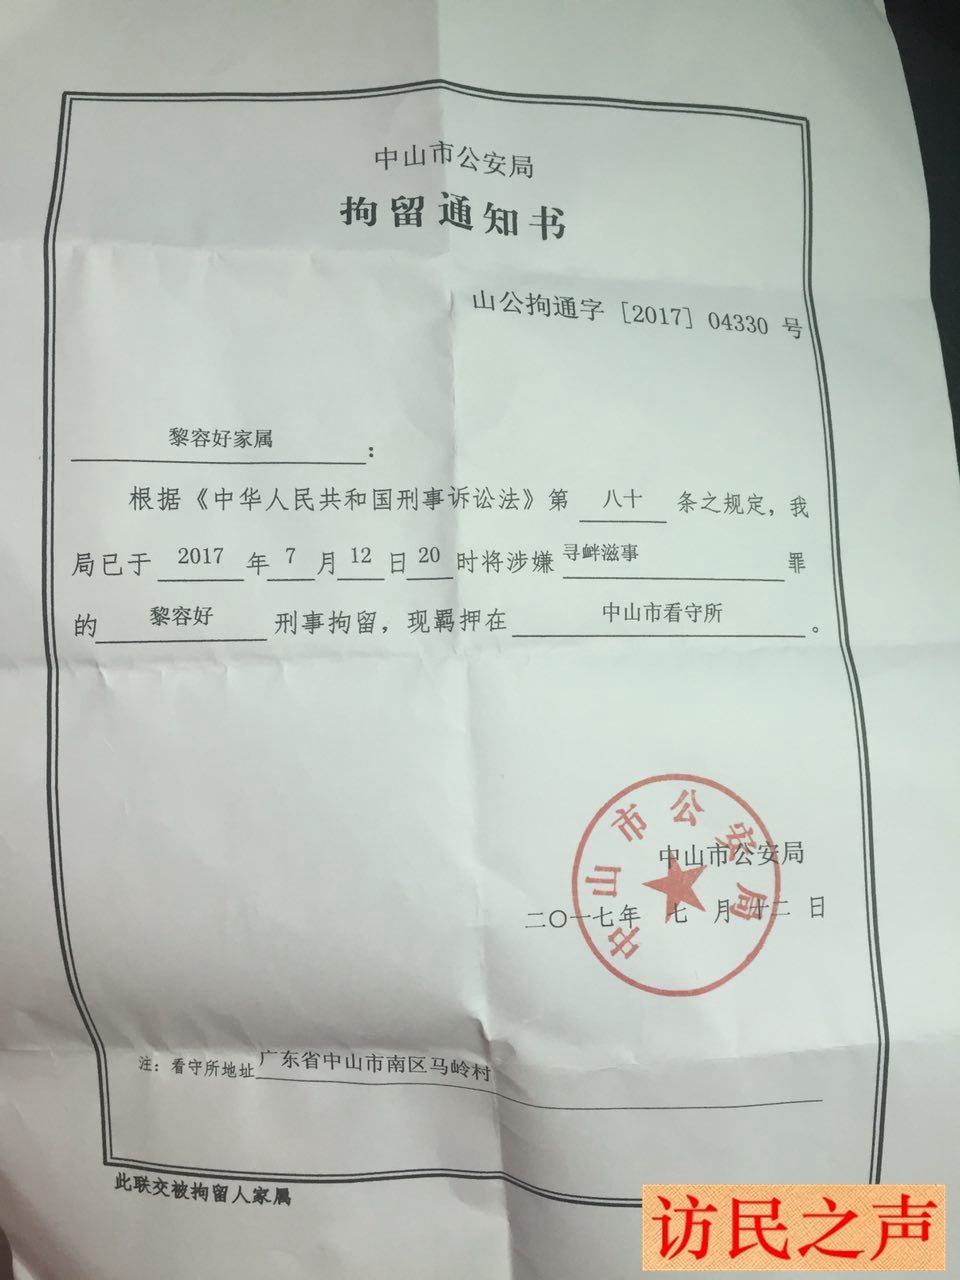 中山市公安局
拘留通知书
山公拘通字［2017］04330 号
黎容好家属：
根据《中华人民共和国刑事诉讼法》第 八十 条之规定，我
局已于 2017 年 7 月 12 日 20 时将涉嫌 寻衅滋事 罪
的 黎容好 刑事拘留，现羁押在 中山市看守所 。
中山市公安局
中山市公安局
二〇一七年 七 月 十二 日
注：看守所地址 广东省中山市南区马岭村
此联交被拘留人家属
访民之声